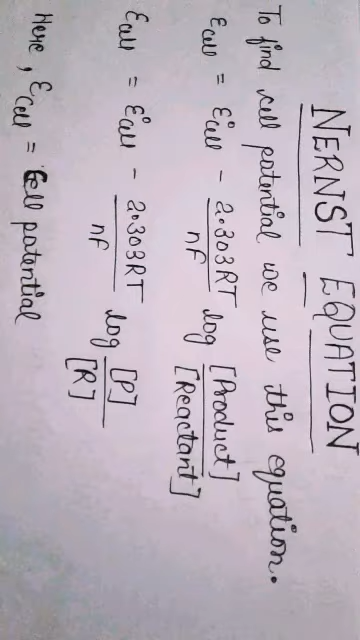 NERNST EQUATION
To find cell potential we use this equation.
Ecell = E°cell - 2.303RT/nF log [Product]/[Reactant]
Ecell = E°cell - 2.303RT/nF log [P]/[R]
Here, Ecell = Cell potential